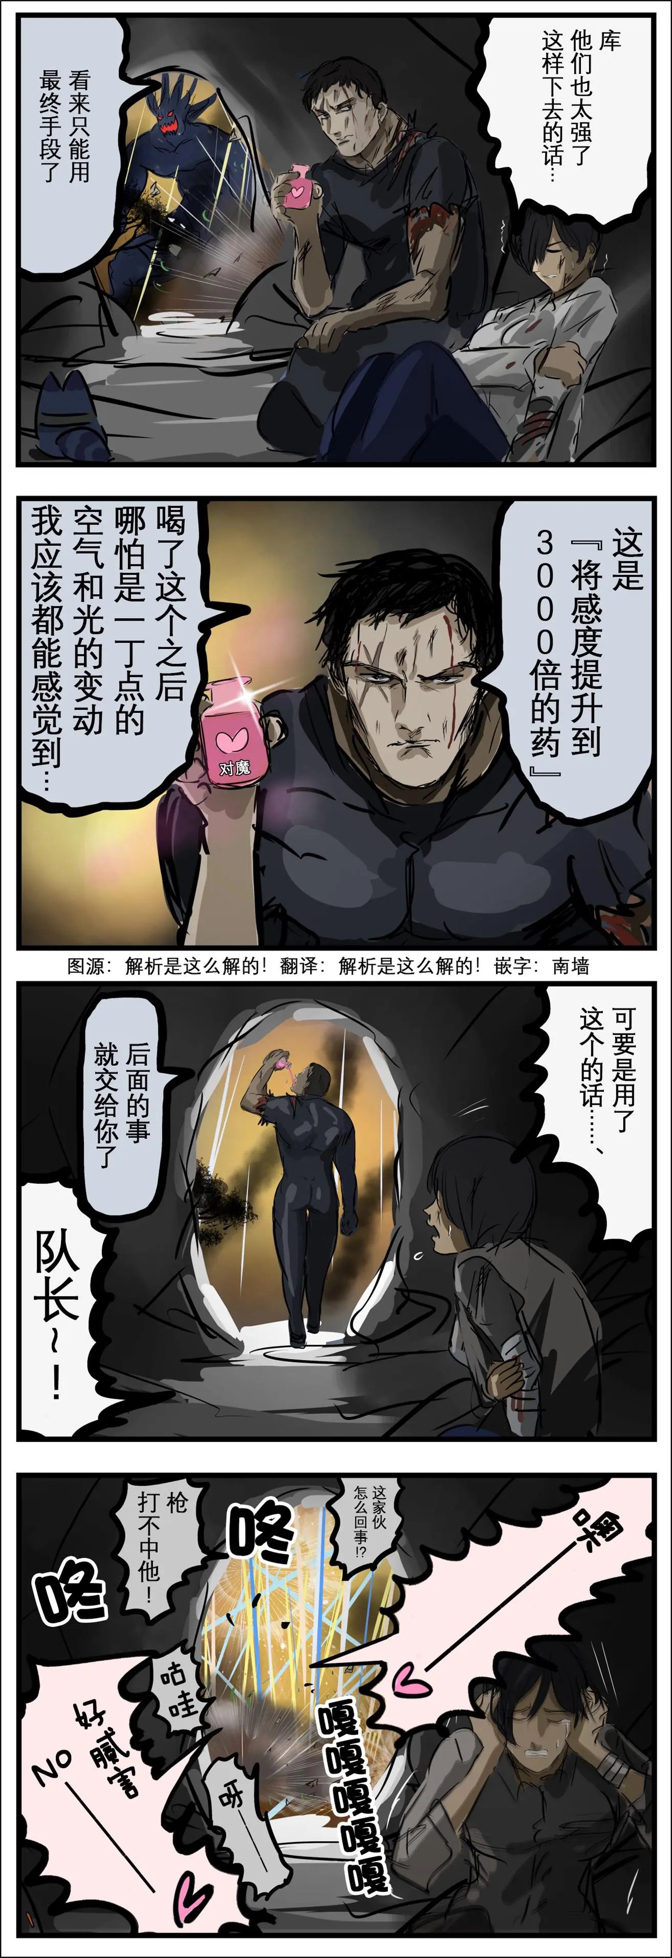 库
他们也太强了
这样下去的话…
看来只能用
最终手段了
这是
『将感度提升到
3000倍的药』
喝了这个之后
哪怕是一丁点的
空气和光的变动
我应该都能感觉到…
对魔
图源：解析是这么解的！翻译：解析是这么解的！嵌字：南墙
可要是用了
这个的话……、
后面的事
就交给你了
队长~！
这家伙
怎么回事!?
枪
打不中他！
咚
咚
噢——♥
咕哇
好腻害
NO——♥
呀——
嘎嘎嘎嘎嘎